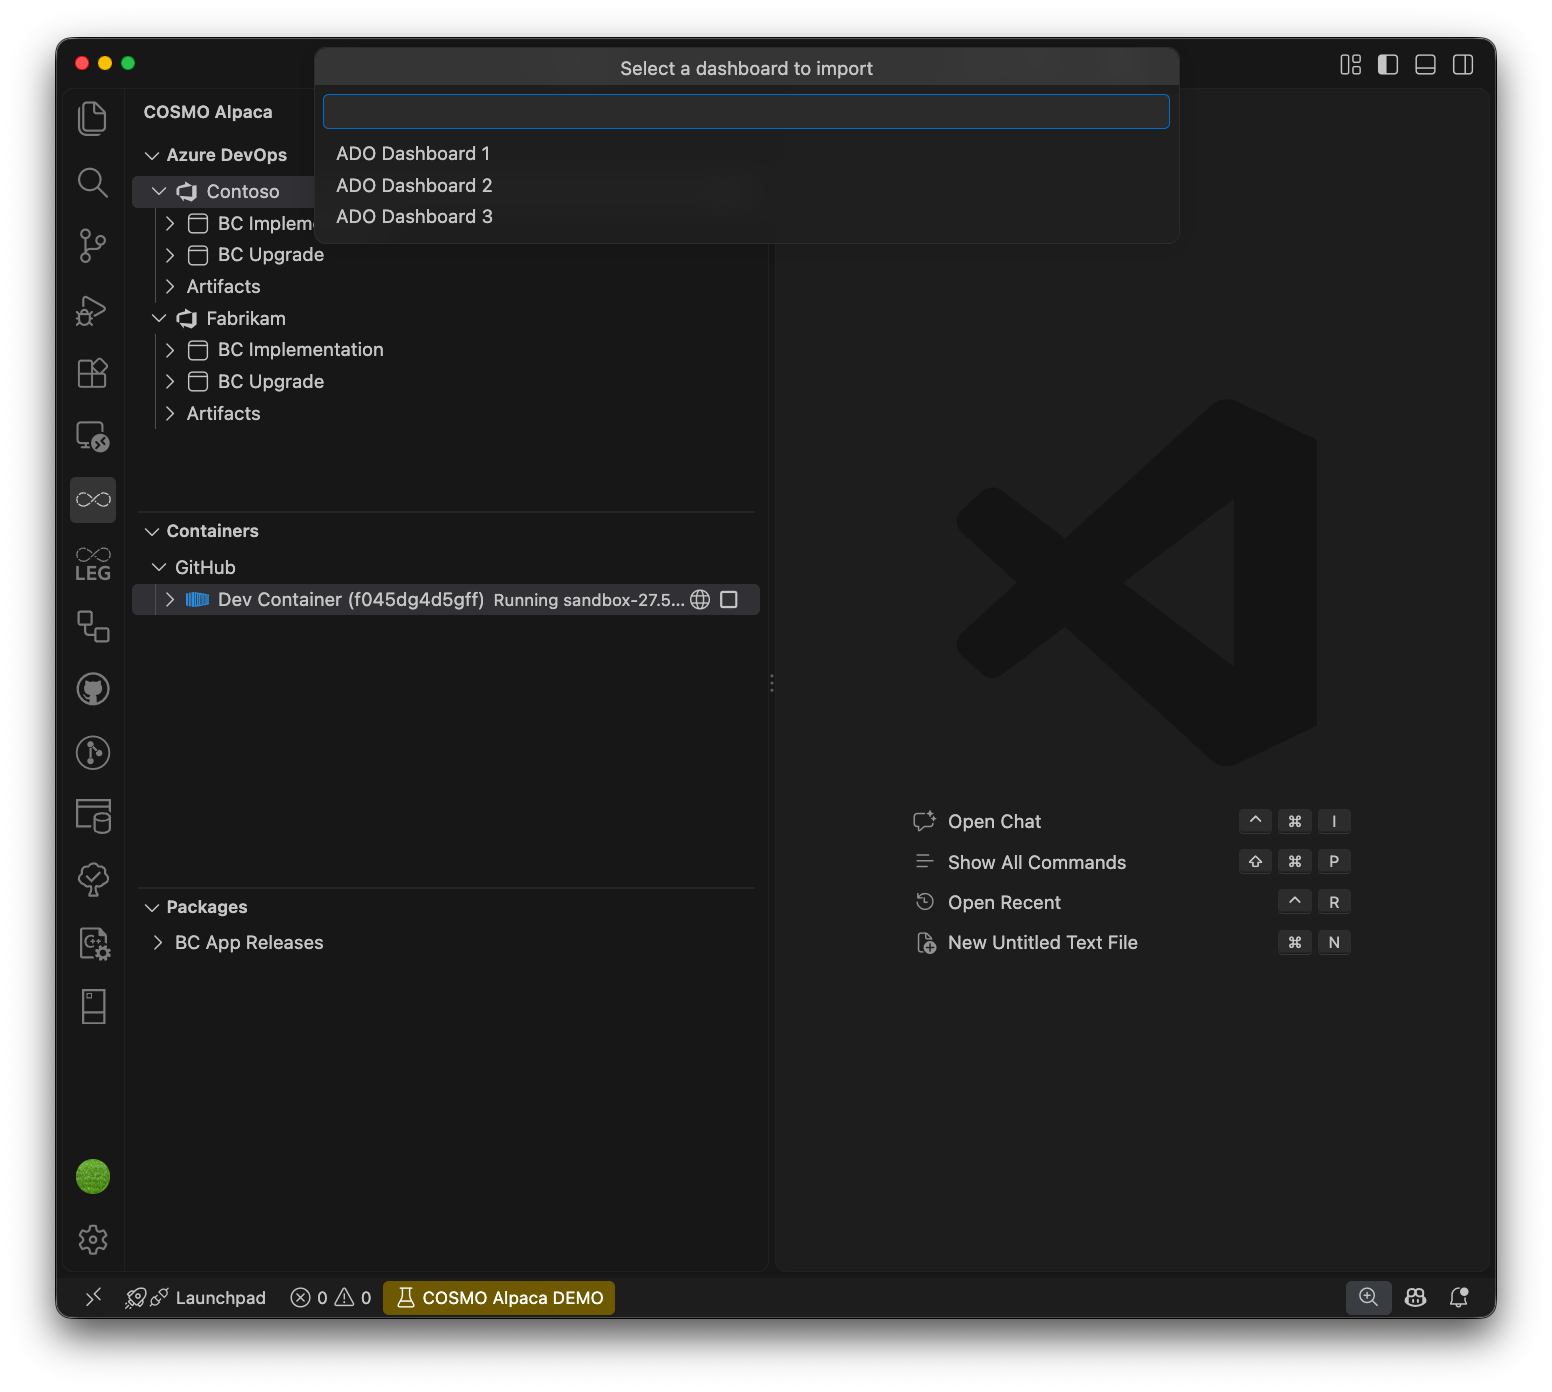 Select a dashboard to import
ADO Dashboard 1
ADO Dashboard 2
ADO Dashboard 3
COSMO Alpaca
Azure DevOps
Contoso
BC Implem
BC Upgrade
Artifacts
Fabrikam
BC Implementation
BC Upgrade
Artifacts
Containers
GitHub
Dev Container (f045dg4d5gff) Running sandbox-27.5...
LEG
Packages
BC App Releases
Open Chat ^ ⌘ I
Show All Commands ⇧ ⌘ P
Open Recent ^ R
New Untitled Text File ⌘ N
Launchpad 0 0 COSMO Alpaca DEMO